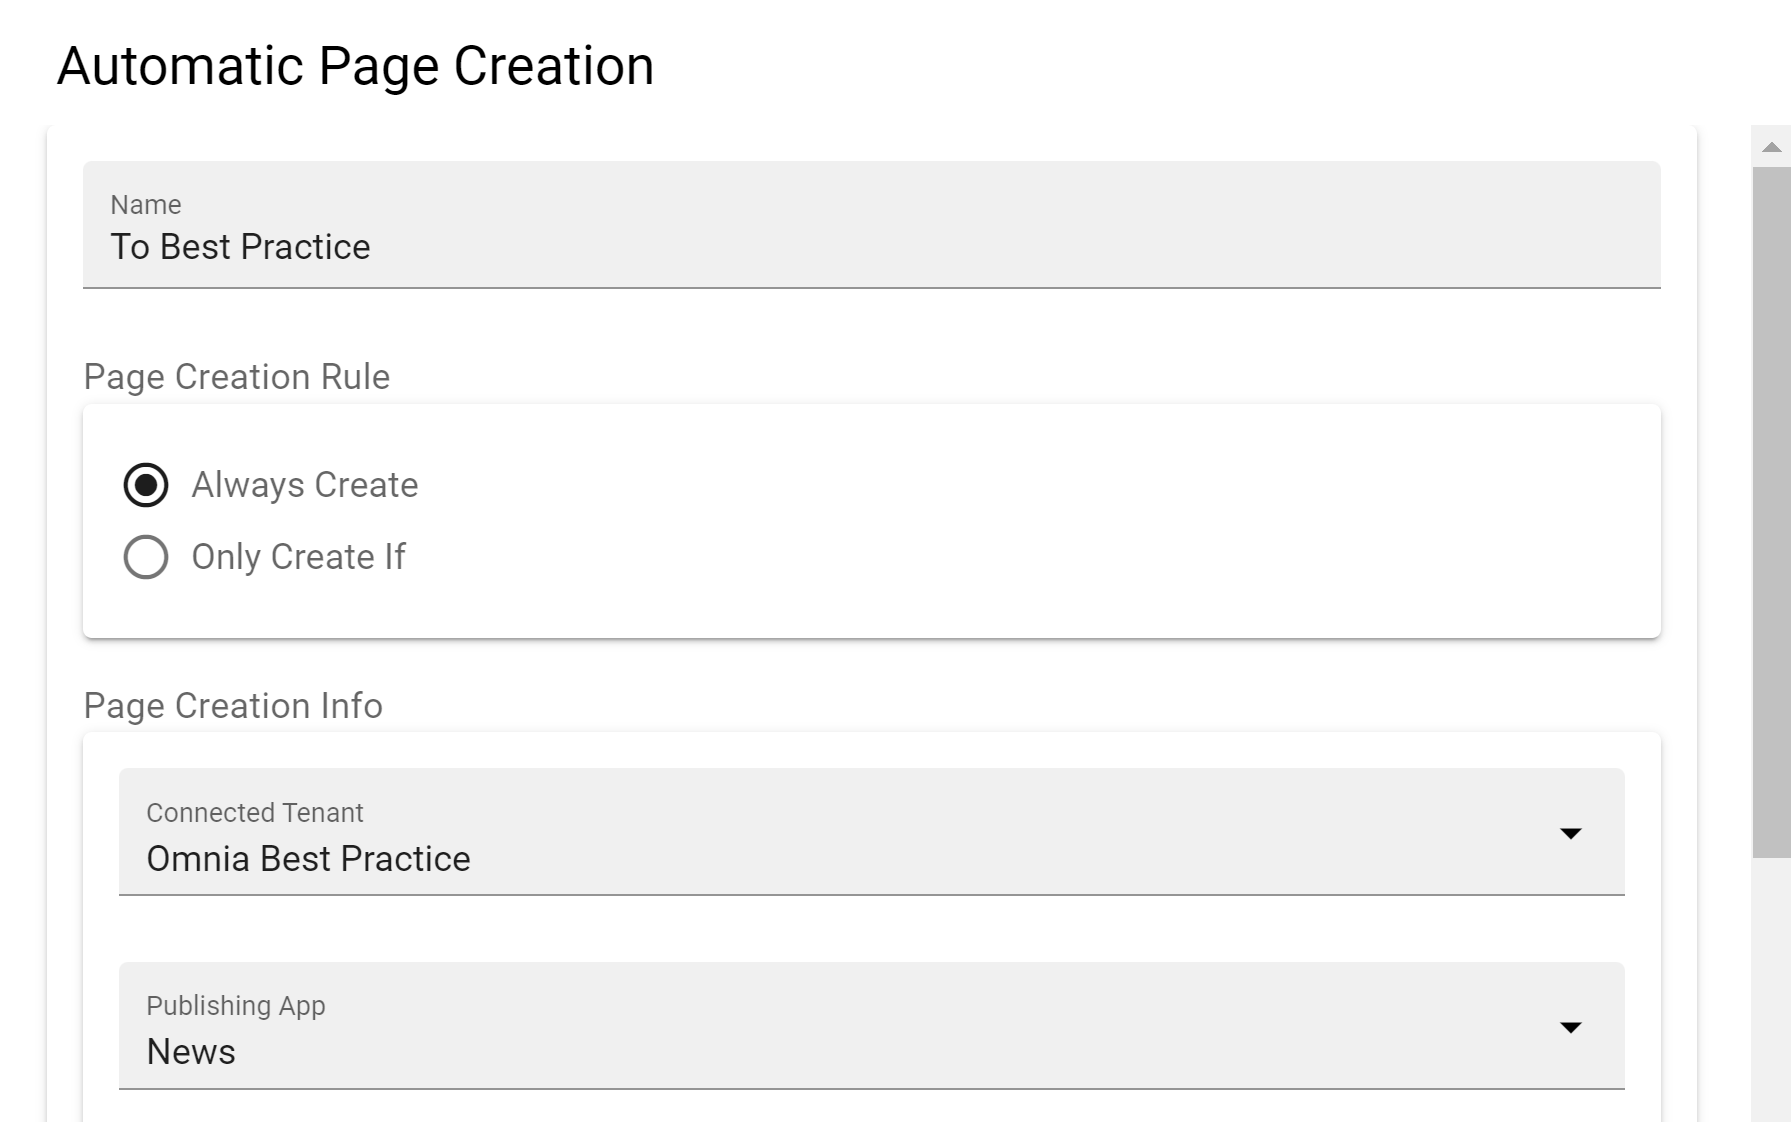 Automatic Page Creation
Name
To Best Practice
Page Creation Rule
Always Create
Only Create If
Page Creation Info
Connected Tenant
Omnia Best Practice
Publishing App
News